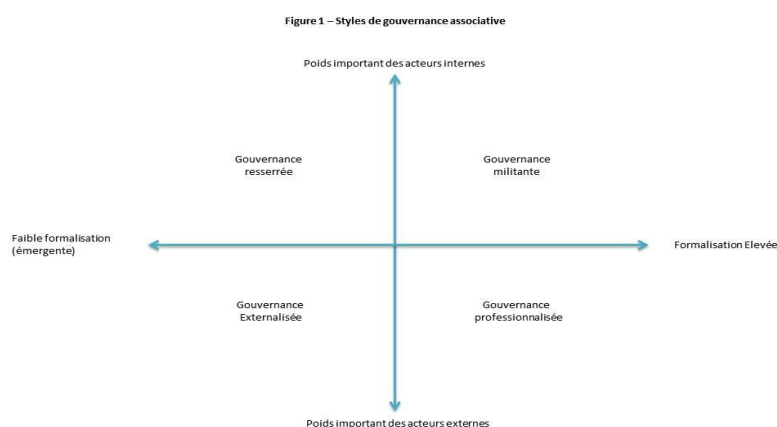 Figure 1 – Styles de gouvernance associative
Poids important des acteurs internes
Gouvernance
resserrée
Gouvernance
militante
Faible formalisation
(émergente)
Formalisation Elevée
Gouvernance
Externalisée
Gouvernance
professionnalisée
Poids important des acteurs externes